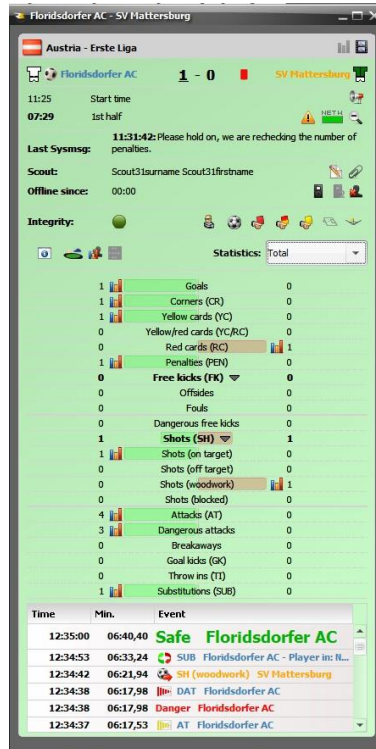 Floridsdorfer AC - SV Mattersburg
Austria - Erste Liga
Floridsdorfer AC 1 - 0 SV Mattersburg
11:25 Start time
07:29 1st half
NETW
Last Sysmsg: 11:31:42: Please hold on, we are rechecking the number of
penalties.
Scout: Scout31surname Scout31firstname
Offline since: 00:00
Integrity:
Statistics: Total
1 Goals 0
1 Corners (CR) 0
1 Yellow cards (YC) 0
0 Yellow/red cards (YC/RC) 0
0 Red cards (RC) 1
1 Penalties (PEN) 0
0 Free kicks (FK) 0
0 Offsides 0
0 Fouls 0
0 Dangerous free kicks 0
1 Shots (SH) 1
1 Shots (on target) 0
0 Shots (off target) 0
0 Shots (woodwork) 1
0 Shots (blocked) 0
4 Attacks (AT) 0
3 Dangerous attacks 0
0 Breakaways 0
0 Goal kicks (GK) 0
0 Throw ins (TI) 0
1 Substitutions (SUB) 0
Time Min. Event
12:35:00 06:40,40 Safe Floridsdorfer AC
12:34:53 06:33,24 SUB Floridsdorfer AC - Player in: N...
12:34:42 06:21,94 SH (woodwork) SV Mattersburg
12:34:38 06:17,98 DAT Floridsdorfer AC
12:34:38 06:17,98 Danger Floridsdorfer AC
12:34:37 06:17,53 AT Floridsdorfer AC